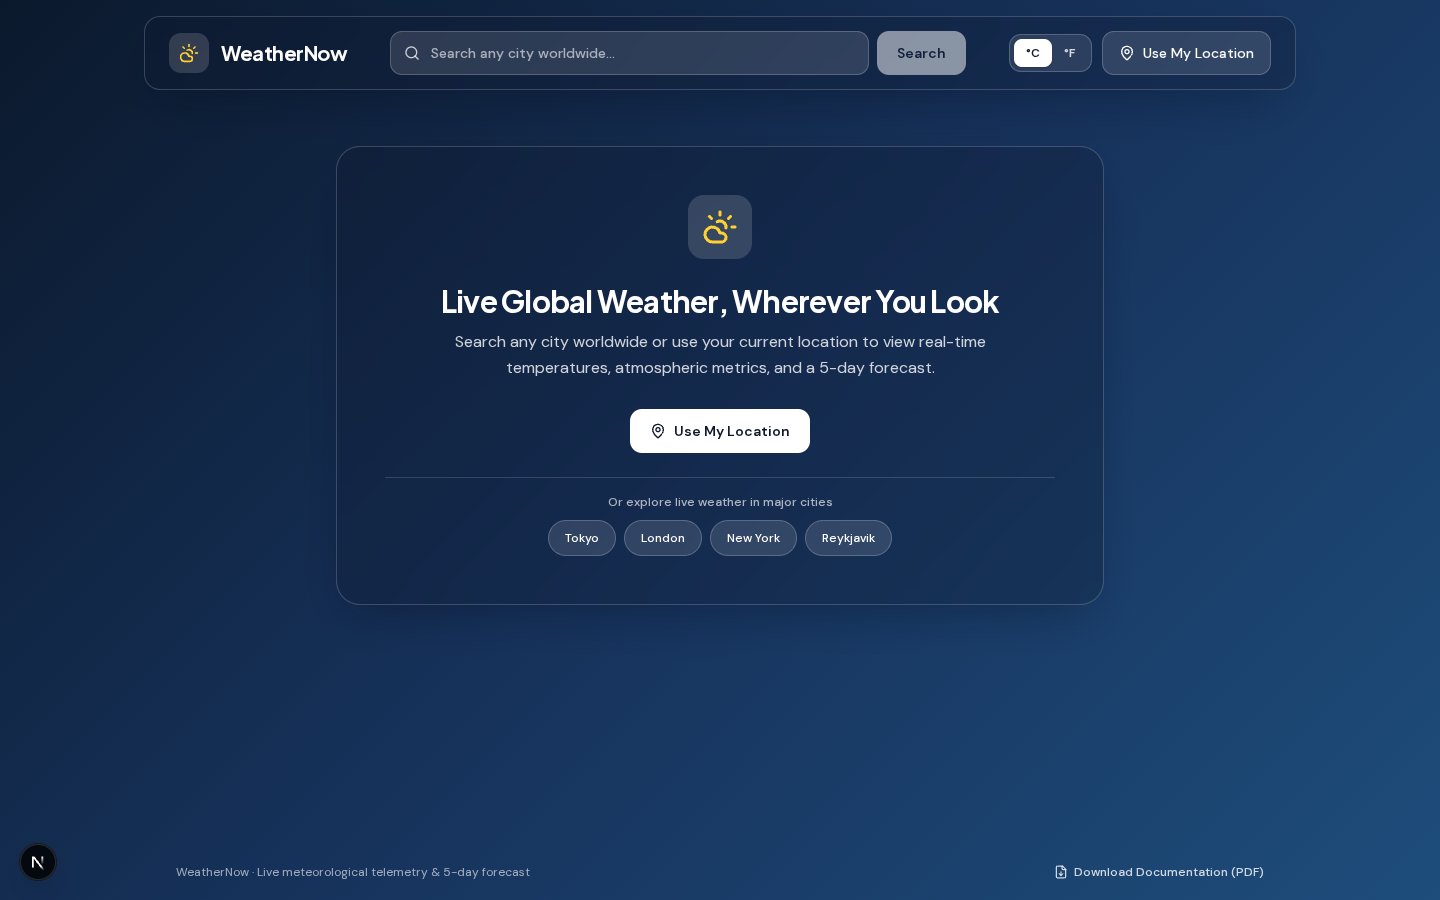 WeatherNow
Search any city worldwide...
Search
°C
°F
Use My Location
Live Global Weather, Wherever You Look
Search any city worldwide or use your current location to view real-time
temperatures, atmospheric metrics, and a 5-day forecast.
Use My Location
Or explore live weather in major cities
Tokyo
London
New York
Reykjavik
N
WeatherNow · Live meteorological telemetry & 5-day forecast
Download Documentation (PDF)